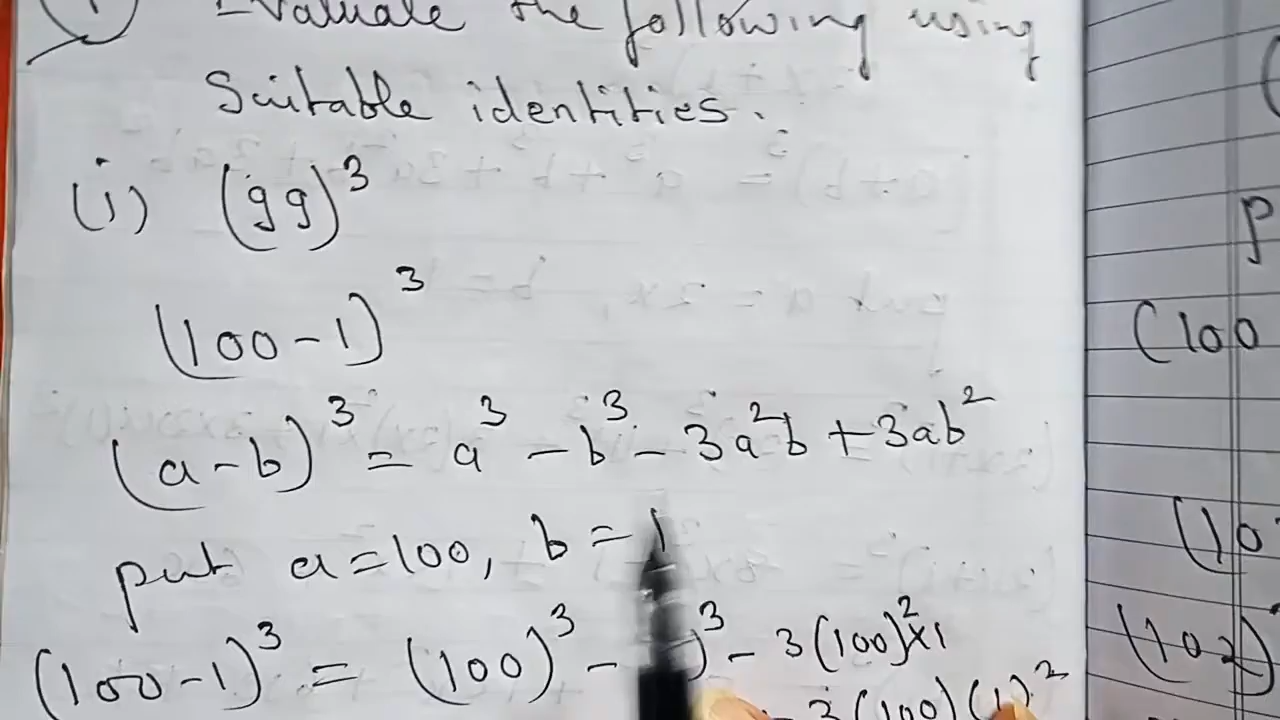 Evaluate the following using
Suitable identities.
(i) (99)³
(100-1)³
(a-b)³ = a³ - b³ - 3a²b + 3ab²
put a=100, b=1
(100-1)³ = (100)³ - )³ - 3(100)²×1
3(100)(1)²
P
(100
(10
(102)